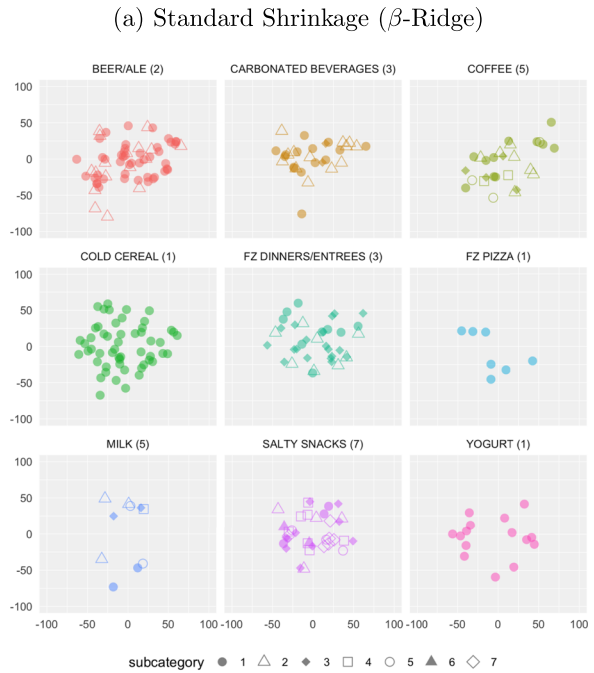 (a) Standard Shrinkage (β-Ridge)
BEER/ALE (2) CARBONATED BEVERAGES (3) COFFEE (5)
100
50
0
-50
-100
COLD CEREAL (1) FZ DINNERS/ENTREES (3) FZ PIZZA (1)
100
50
0
-50
-100
MILK (5) SALTY SNACKS (7) YOGURT (1)
100
50
0
-50
-100
-100 -50 0 50 100 -100 -50 0 50 100 -100 -50 0 50 100
subcategory 1 2 3 4 5 6 7